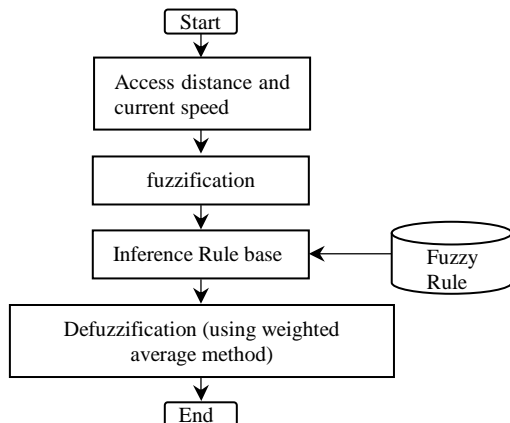 Start
Access distance and
current speed
fuzzification
Inference Rule base
Fuzzy
Rule
Defuzzification (using weighted
average method)
End